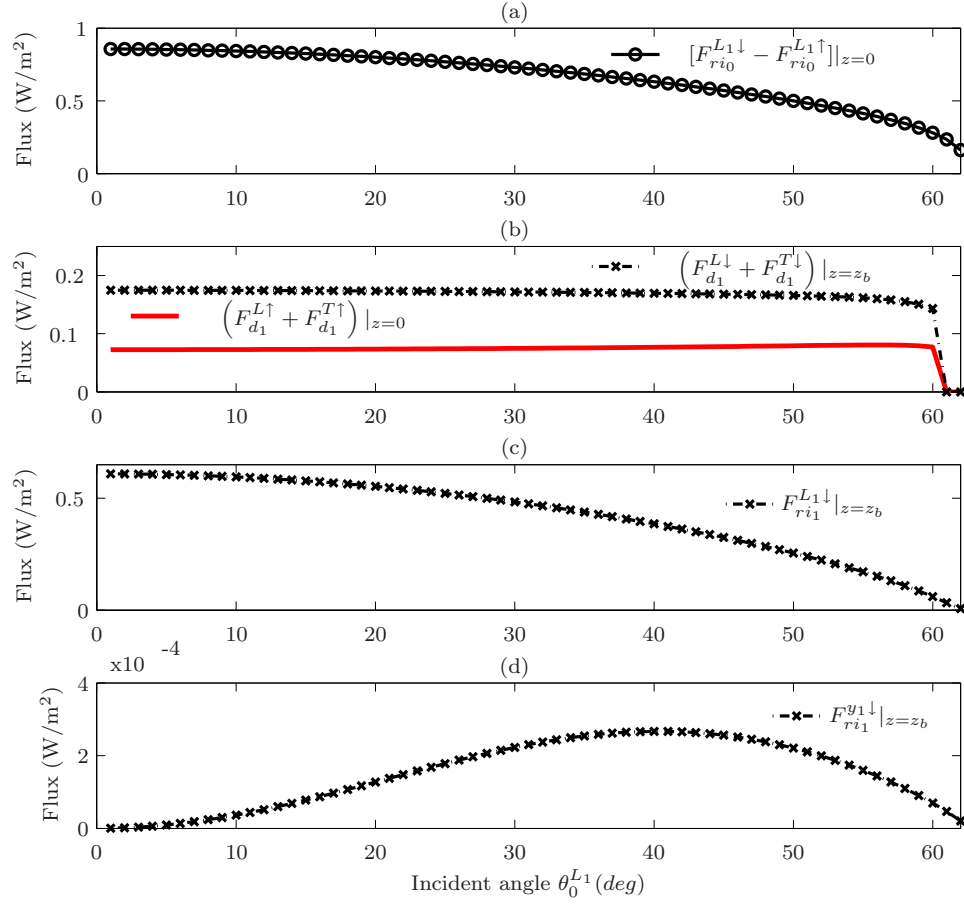 (a)
1
0.5
0
Flux (W/m²)
[F_{ri_0}^{L_1↓} − F_{ri_0}^{L_1↑}]|_{z=0}
0 10 20 30 40 50 60
(b)
0.2
0.1
0
Flux (W/m²)
(F_{d_1}^{L↓} + F_{d_1}^{T↓})|_{z=z_b}
(F_{d_1}^{L↑} + F_{d_1}^{T↑})|_{z=0}
0 10 20 30 40 50 60
(c)
0.5
0
Flux (W/m²)
F_{ri_1}^{L_1↓}|_{z=z_b}
0 10 20 30 40 50 60
x10 -4
(d)
4
2
0
Flux (W/m²)
F_{ri_1}^{y_1↓}|_{z=z_b}
0 10 20 30 40 50 60
Incident angle θ_0^{L_1}(deg)